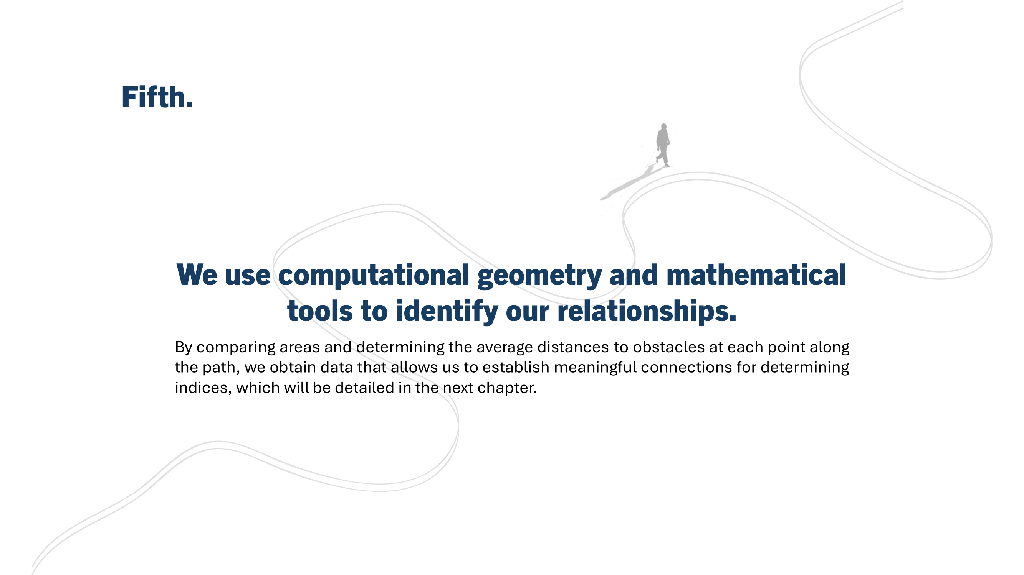 Fifth.
We use computational geometry and mathematical
tools to identify our relationships.
By comparing areas and determining the average distances to obstacles at each point along
the path, we obtain data that allows us to establish meaningful connections for determining
indices, which will be detailed in the next chapter.